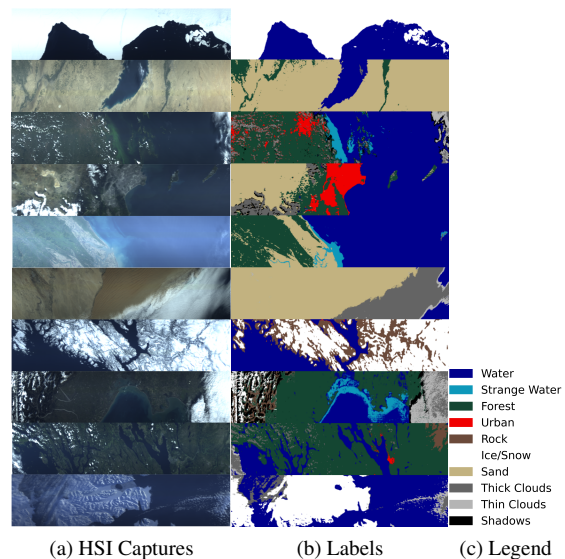 Water
Strange Water
Forest
Urban
Rock
Ice/Snow
Sand
Thick Clouds
Thin Clouds
Shadows
(a) HSI Captures
(b) Labels
(c) Legend